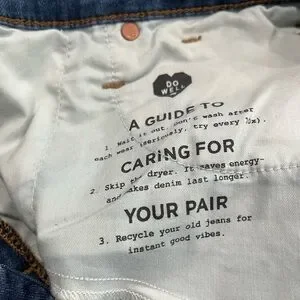 DO
WELL
A GUIDE TO
1. Wait it out. Don't wash after
each wear (seriously, try every
CARING FOR
2. Skip the dryer. It saves energy—
and makes denim last longer.
YOUR PAIR
3. Recycle your old jeans for
instant good vibes.